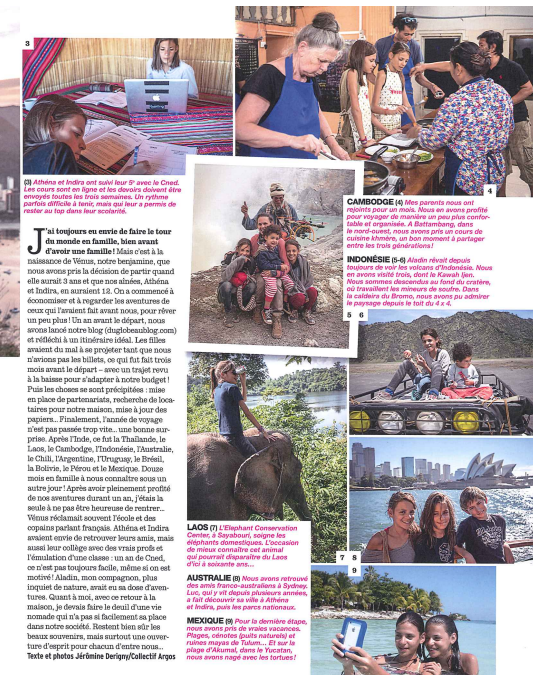 3
(3) Athéna et Indira ont suivi leur 5e avec le Cned.
Les cours sont en ligne et les devoirs doivent être
envoyés toutes les trois semaines. Un rythme
parfois difficile à tenir, mais qui leur a permis de
rester au top dans leur scolarité.
J'ai toujours eu envie de faire le tour
du monde en famille, bien avant
d'avoir une famille ! Mais c'est à la
naissance de Vénus, notre benjamine, que
nous avons pris la décision de partir quand
elle aurait 3 ans et que nos aînées, Athéna
et Indira, en auraient 12. On a commencé à
économiser et à regarder les aventures de
ceux qui l'avaient fait avant nous, pour rêver
un peu plus ! Un an avant le départ, nous
avons lancé notre blog (duglobeaublog.com)
et réfléchi à un itinéraire idéal. Les filles
avaient du mal à se projeter tant que nous
n'avions pas les billets, ce qui fut fait trois
mois avant le départ – avec un trajet revu
à la baisse pour s'adapter à notre budget !
Puis les choses se sont précipitées : mise
en place de partenariats, recherche de loca-
taires pour notre maison, mise à jour des
papiers... Finalement, l'année de voyage
n'est pas passée trop vite... une bonne sur-
prise. Après l'Inde, ce fut la Thaïlande, le
Laos, le Cambodge, l'Indonésie, l'Australie,
le Chili, l'Argentine, l'Uruguay, le Brésil,
la Bolivie, le Pérou et le Mexique. Douze
mois en famille à nous connaître sous un
autre jour ! Après avoir pleinement profité
de nos aventures durant un an, j'étais la
seule à ne pas être heureuse de rentrer...
Vénus réclamait souvent l'école et des
copains parlant français. Athéna et Indira
avaient envie de retrouver leurs amis, mais
aussi leur collège avec des vrais profs et
l'émulation d'une classe : un an de Cned,
ce n'est pas toujours facile, même si on est
motivé ! Aladin, mon compagnon, plus
inquiet de nature, avait eu sa dose d'aven-
tures. Quant à moi, avec ce retour à la
maison, je devais faire le deuil d'une vie
nomade qui n'a pas si facilement sa place
dans notre société. Restent bien sûr les
beaux souvenirs, mais surtout une ouver-
ture d'esprit pour chacun d'entre nous...
Texte et photos Jérômine Derigny/Collectif Argos
4
CAMBODGE (4) Mes parents nous ont
rejoints pour un mois. Nous en avons profité
pour voyager de manière un peu plus confor-
table et organisée. A Battambang, dans
le nord-ouest, nous avons pris un cours de
cuisine khmère, un bon moment à partager
entre les trois générations !
INDONÉSIE (5-6) Aladin rêvait depuis
toujours de voir les volcans d'Indonésie. Nous
en avons visité trois, dont le Kawah Ijen.
Nous sommes descendus au fond du cratère,
où travaillent les mineurs de soufre. Dans
la caldeira du Bromo, nous avons pu admirer
le paysage depuis le toit du 4 x 4.
5 6
LAOS (7) L'Elephant Conservation
Center, à Sayabouri, soigne les
éléphants domestiques. L'occasion
de mieux connaître cet animal
qui pourrait disparaître du Laos
d'ici à soixante ans...
7 8
AUSTRALIE (8) Nous avons retrouvé
des amis franco-australiens à Sydney.
Luc, qui y vit depuis plusieurs années,
a fait découvrir sa ville à Athéna
et Indira, puis les parcs nationaux.
9
MEXIQUE (9) Pour la dernière étape,
nous avons pris de vraies vacances.
Plages, cénotes (puits naturels) et
ruines mayas de Tulum... Et sur la
plage d'Akumal, dans le Yucatan,
nous avons nagé avec les tortues !